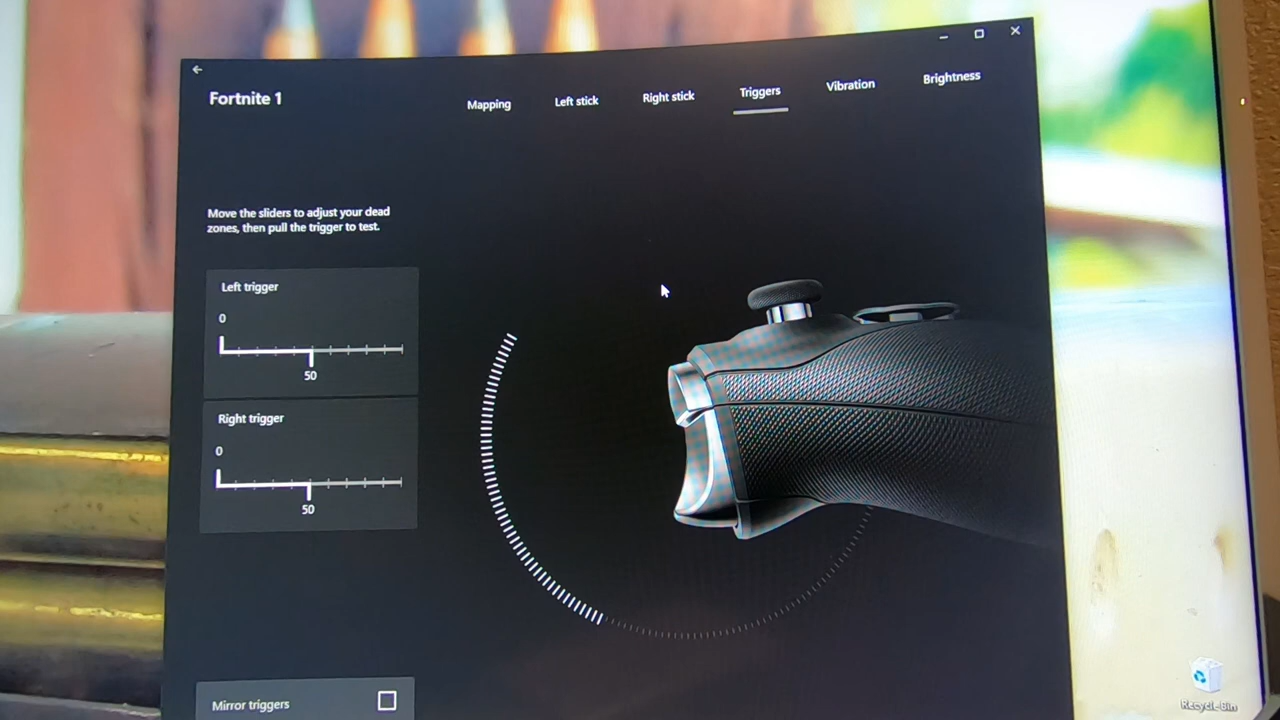 Fortnite 1
Mapping
Left stick
Right stick
Triggers
Vibration
Brightness
Move the sliders to adjust your dead
zones, then pull the trigger to test.
Left trigger
0
50
Right trigger
0
50
Mirror triggers
Recycle Bin